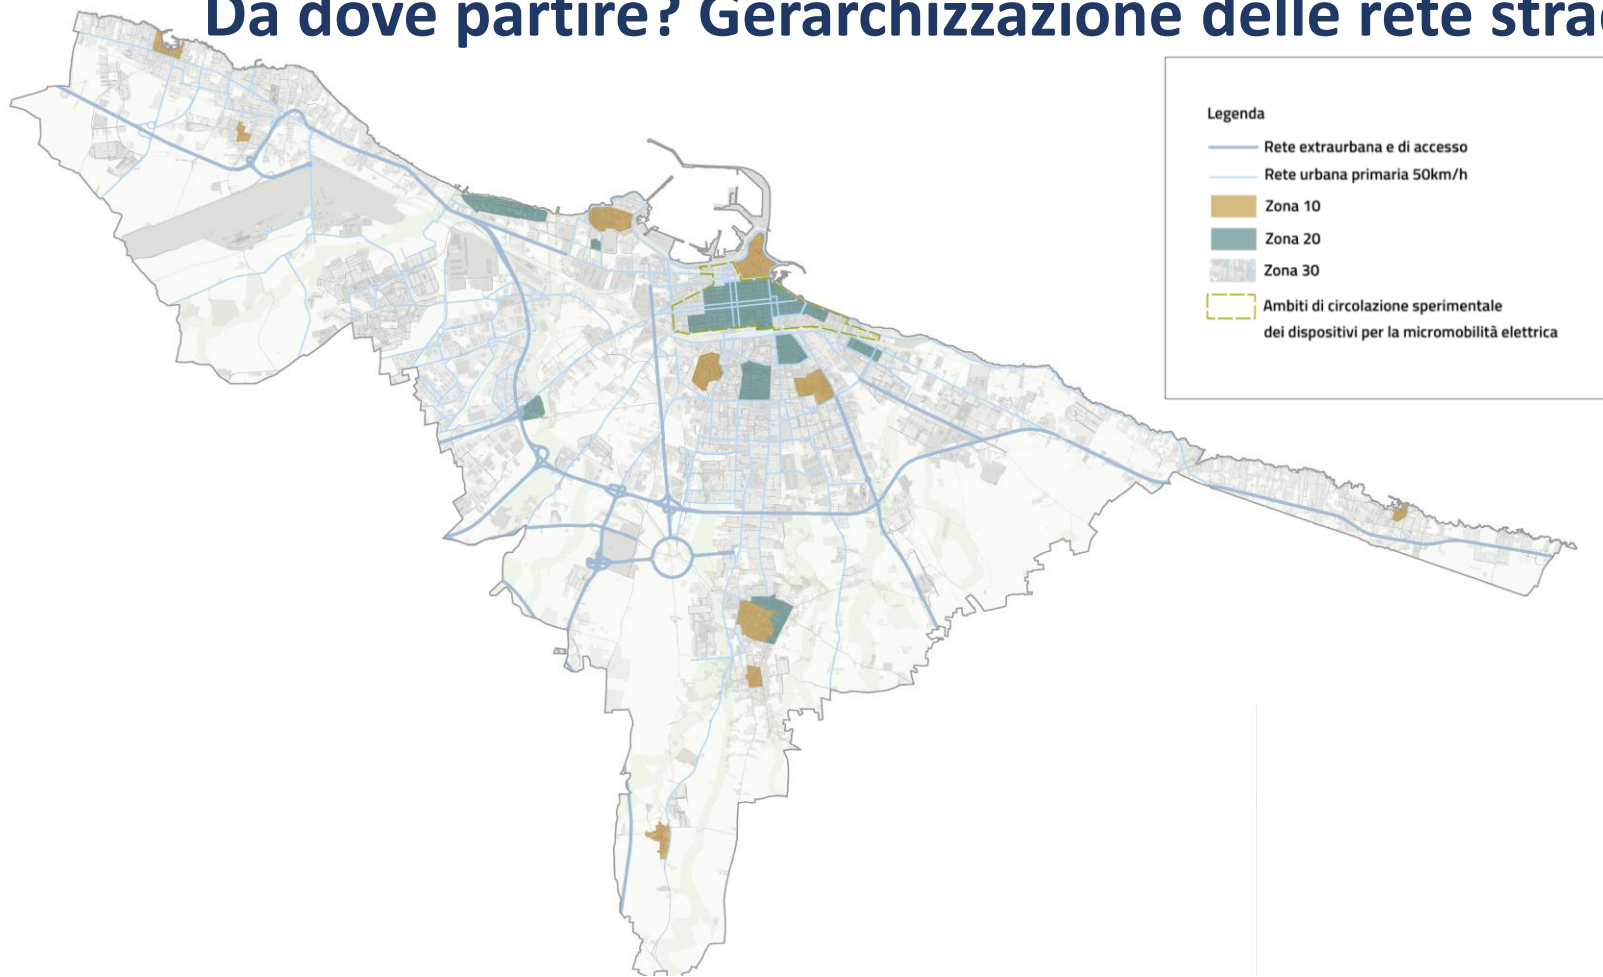 Da dove partire? Gerarchizzazione delle rete strad
Legenda
Rete extraurbana e di accesso
Rete urbana primaria 50km/h
Zona 10
Zona 20
Zona 30
Ambiti di circolazione sperimentale
dei dispositivi per la micromobilità elettrica